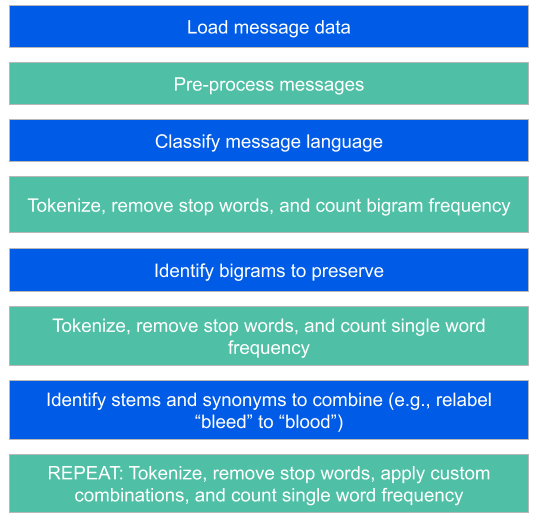 Load message data
Pre-process messages
Classify message language
Tokenize, remove stop words, and count bigram frequency
Identify bigrams to preserve
Tokenize, remove stop words, and count single word
frequency
Identify stems and synonyms to combine (e.g., relabel
“bleed” to “blood”)
REPEAT: Tokenize, remove stop words, apply custom
combinations, and count single word frequency